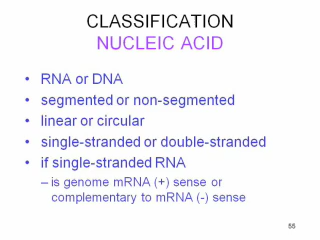 CLASSIFICATION
NUCLEIC ACID
• RNA or DNA
• segmented or non-segmented
• linear or circular
• single-stranded or double-stranded
• if single-stranded RNA
– is genome mRNA (+) sense or
complementary to mRNA (-) sense
55